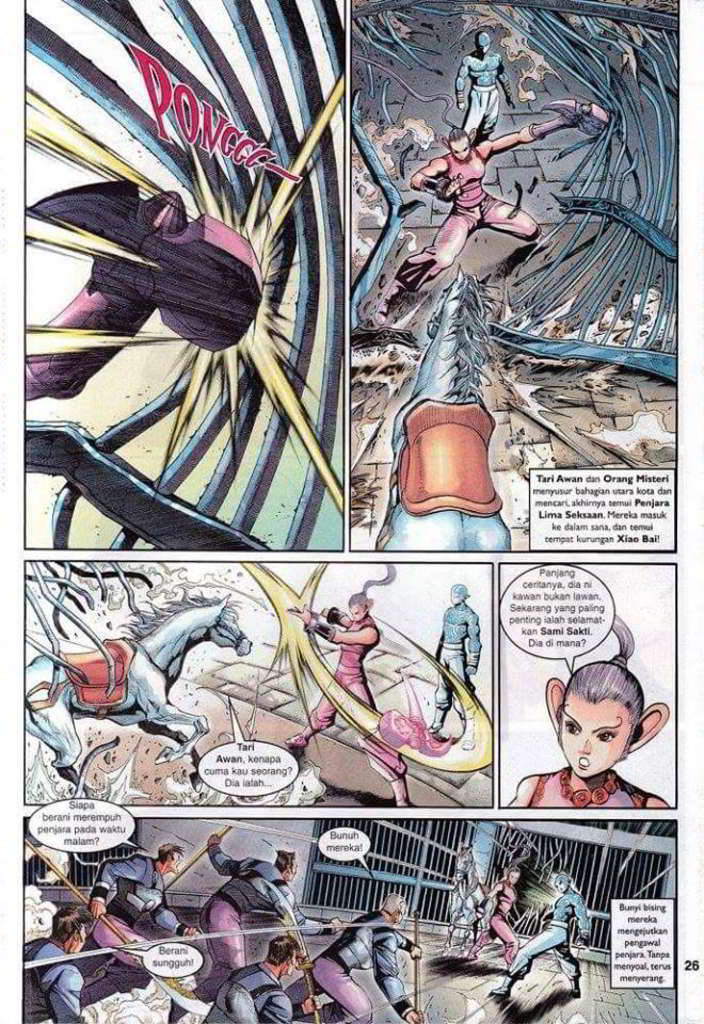 PONGGG
Tari Awan dan Orang Misteri
menyusur bahagian utara kota dan
mencari, akhirnya temui Penjara
Lima Seksaan. Mereka masuk
ke dalam sana, dan temui
tempat kurungan Xiao Bai!
Tari
Awan, kenapa
cuma kau seorang?
Dia ialah...
Panjang
ceritanya, dia ni
kawan bukan lawan.
Sekarang yang paling
penting ialah selamat-
kan Sami Sakti.
Dia di mana?
Siapa
berani merempuh
penjara pada waktu
malam?
Bunuh
mereka!
Berani
sungguh!
Bunyi bising
mereka
mengejutkan
pengawal
penjara. Tanpa
menyoal, terus
menyerang.
26